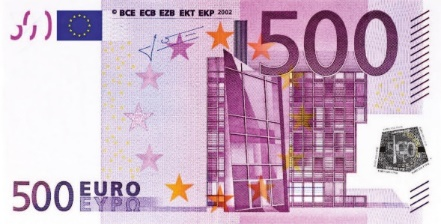 © BCE ECB EZB EKT EKP 2002
500
500 EURO
ΕΥΡΩ